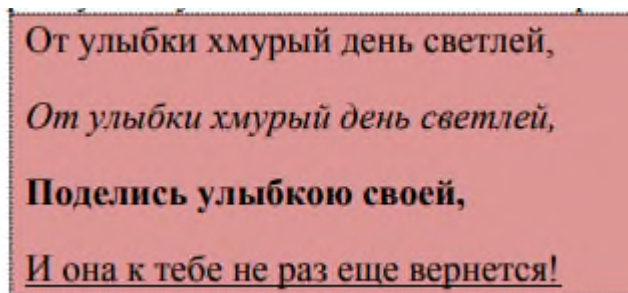 От улыбки хмурый день светлей,
От улыбки хмурый день светлей,
Поделись улыбкою своей,
И она к тебе не раз еще вернется!